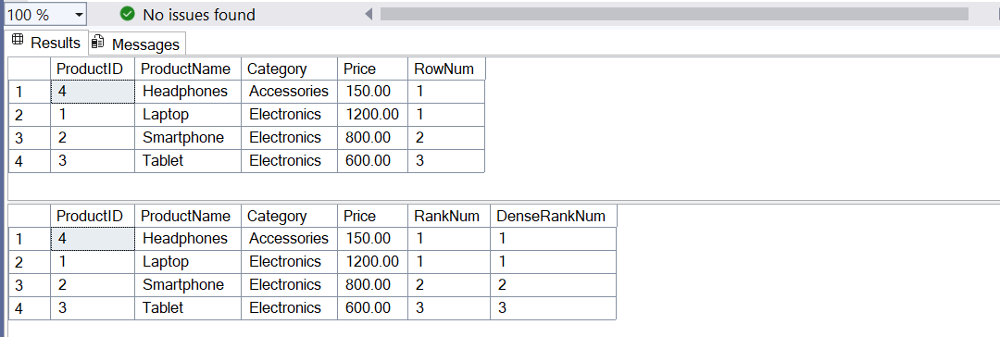 100 % No issues found
Results Messages
ProductID ProductName Category Price RowNum
1 4 Headphones Accessories 150.00 1
2 1 Laptop Electronics 1200.00 1
3 2 Smartphone Electronics 800.00 2
4 3 Tablet Electronics 600.00 3
ProductID ProductName Category Price RankNum DenseRankNum
1 4 Headphones Accessories 150.00 1 1
2 1 Laptop Electronics 1200.00 1 1
3 2 Smartphone Electronics 800.00 2 2
4 3 Tablet Electronics 600.00 3 3